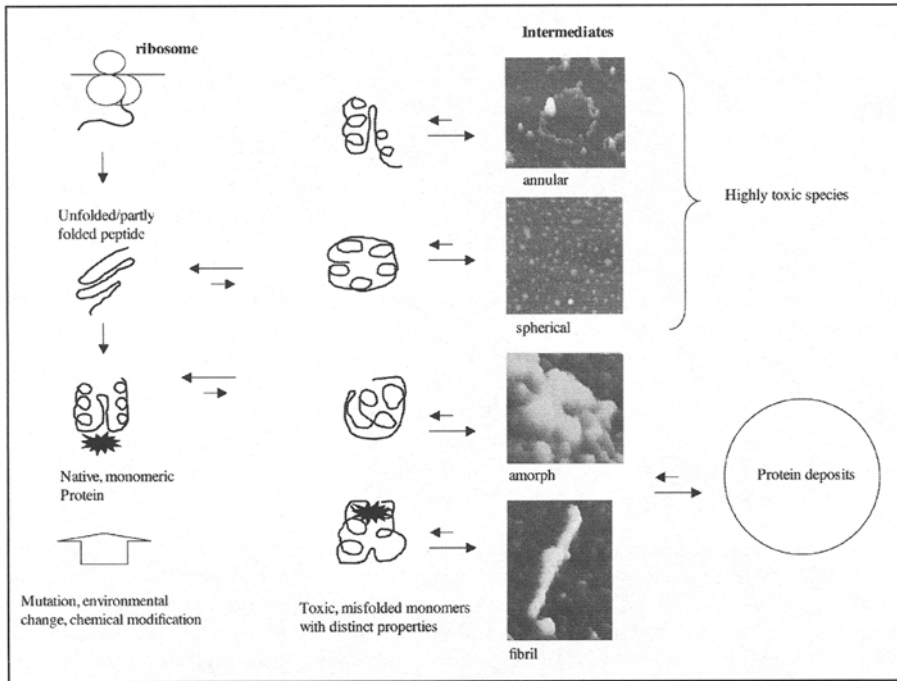 ribosome
Unfolded/partly
folded peptide
Native, monomeric
Protein
Mutation, environmental
change, chemical modification
Toxic, misfolded monomers
with distinct properties
Intermediates
annular
spherical
amorph
fibril
Highly toxic species
Protein deposits